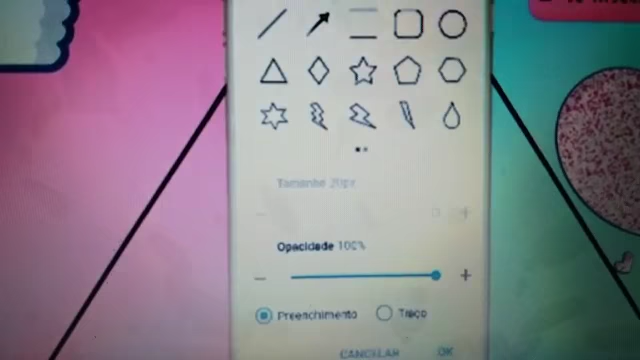 Tamanho 20px
Opacidade 100%
Preenchimento Traço
CANCELAR OK